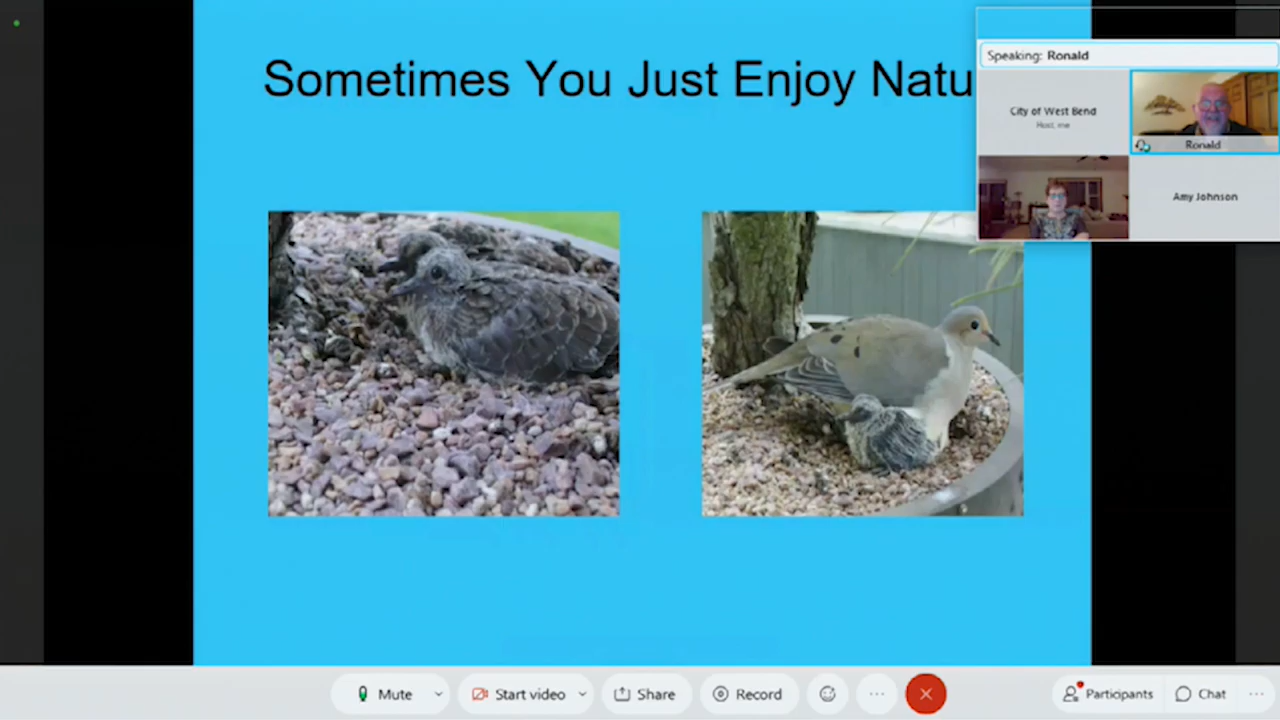 Sometimes You Just Enjoy Natu
Speaking: Ronald
City of West Bend
Host, me
Ronald
Amy Johnson
Mute
Start video
Share
Record
Participants
Chat